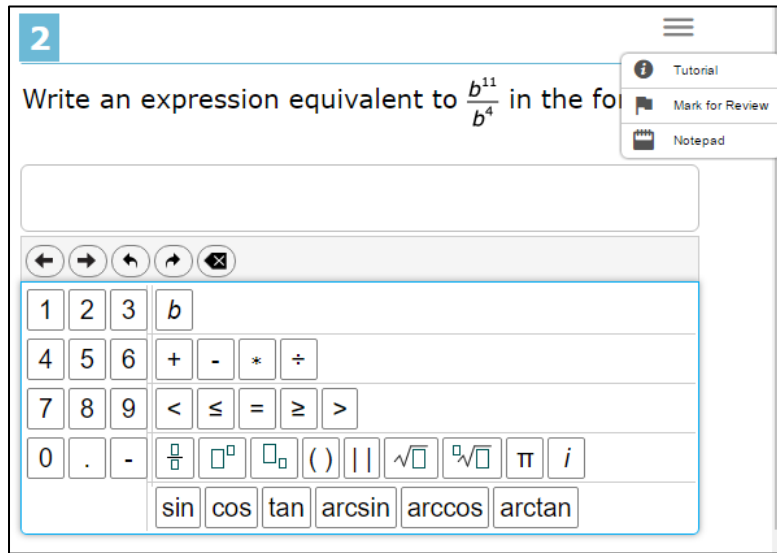 2
Tutorial
Write an expression equivalent to b¹¹/b⁴ in the
Mark for Review
Notepad
1 2 3 b
4 5 6 + - * ÷
7 8 9 < ≤ = ≥ >
0 . - ▯/▯ ▯▯ ▯▯ ( ) | | √▯ ▯√▯ π i
sin cos tan arcsin arccos arctan